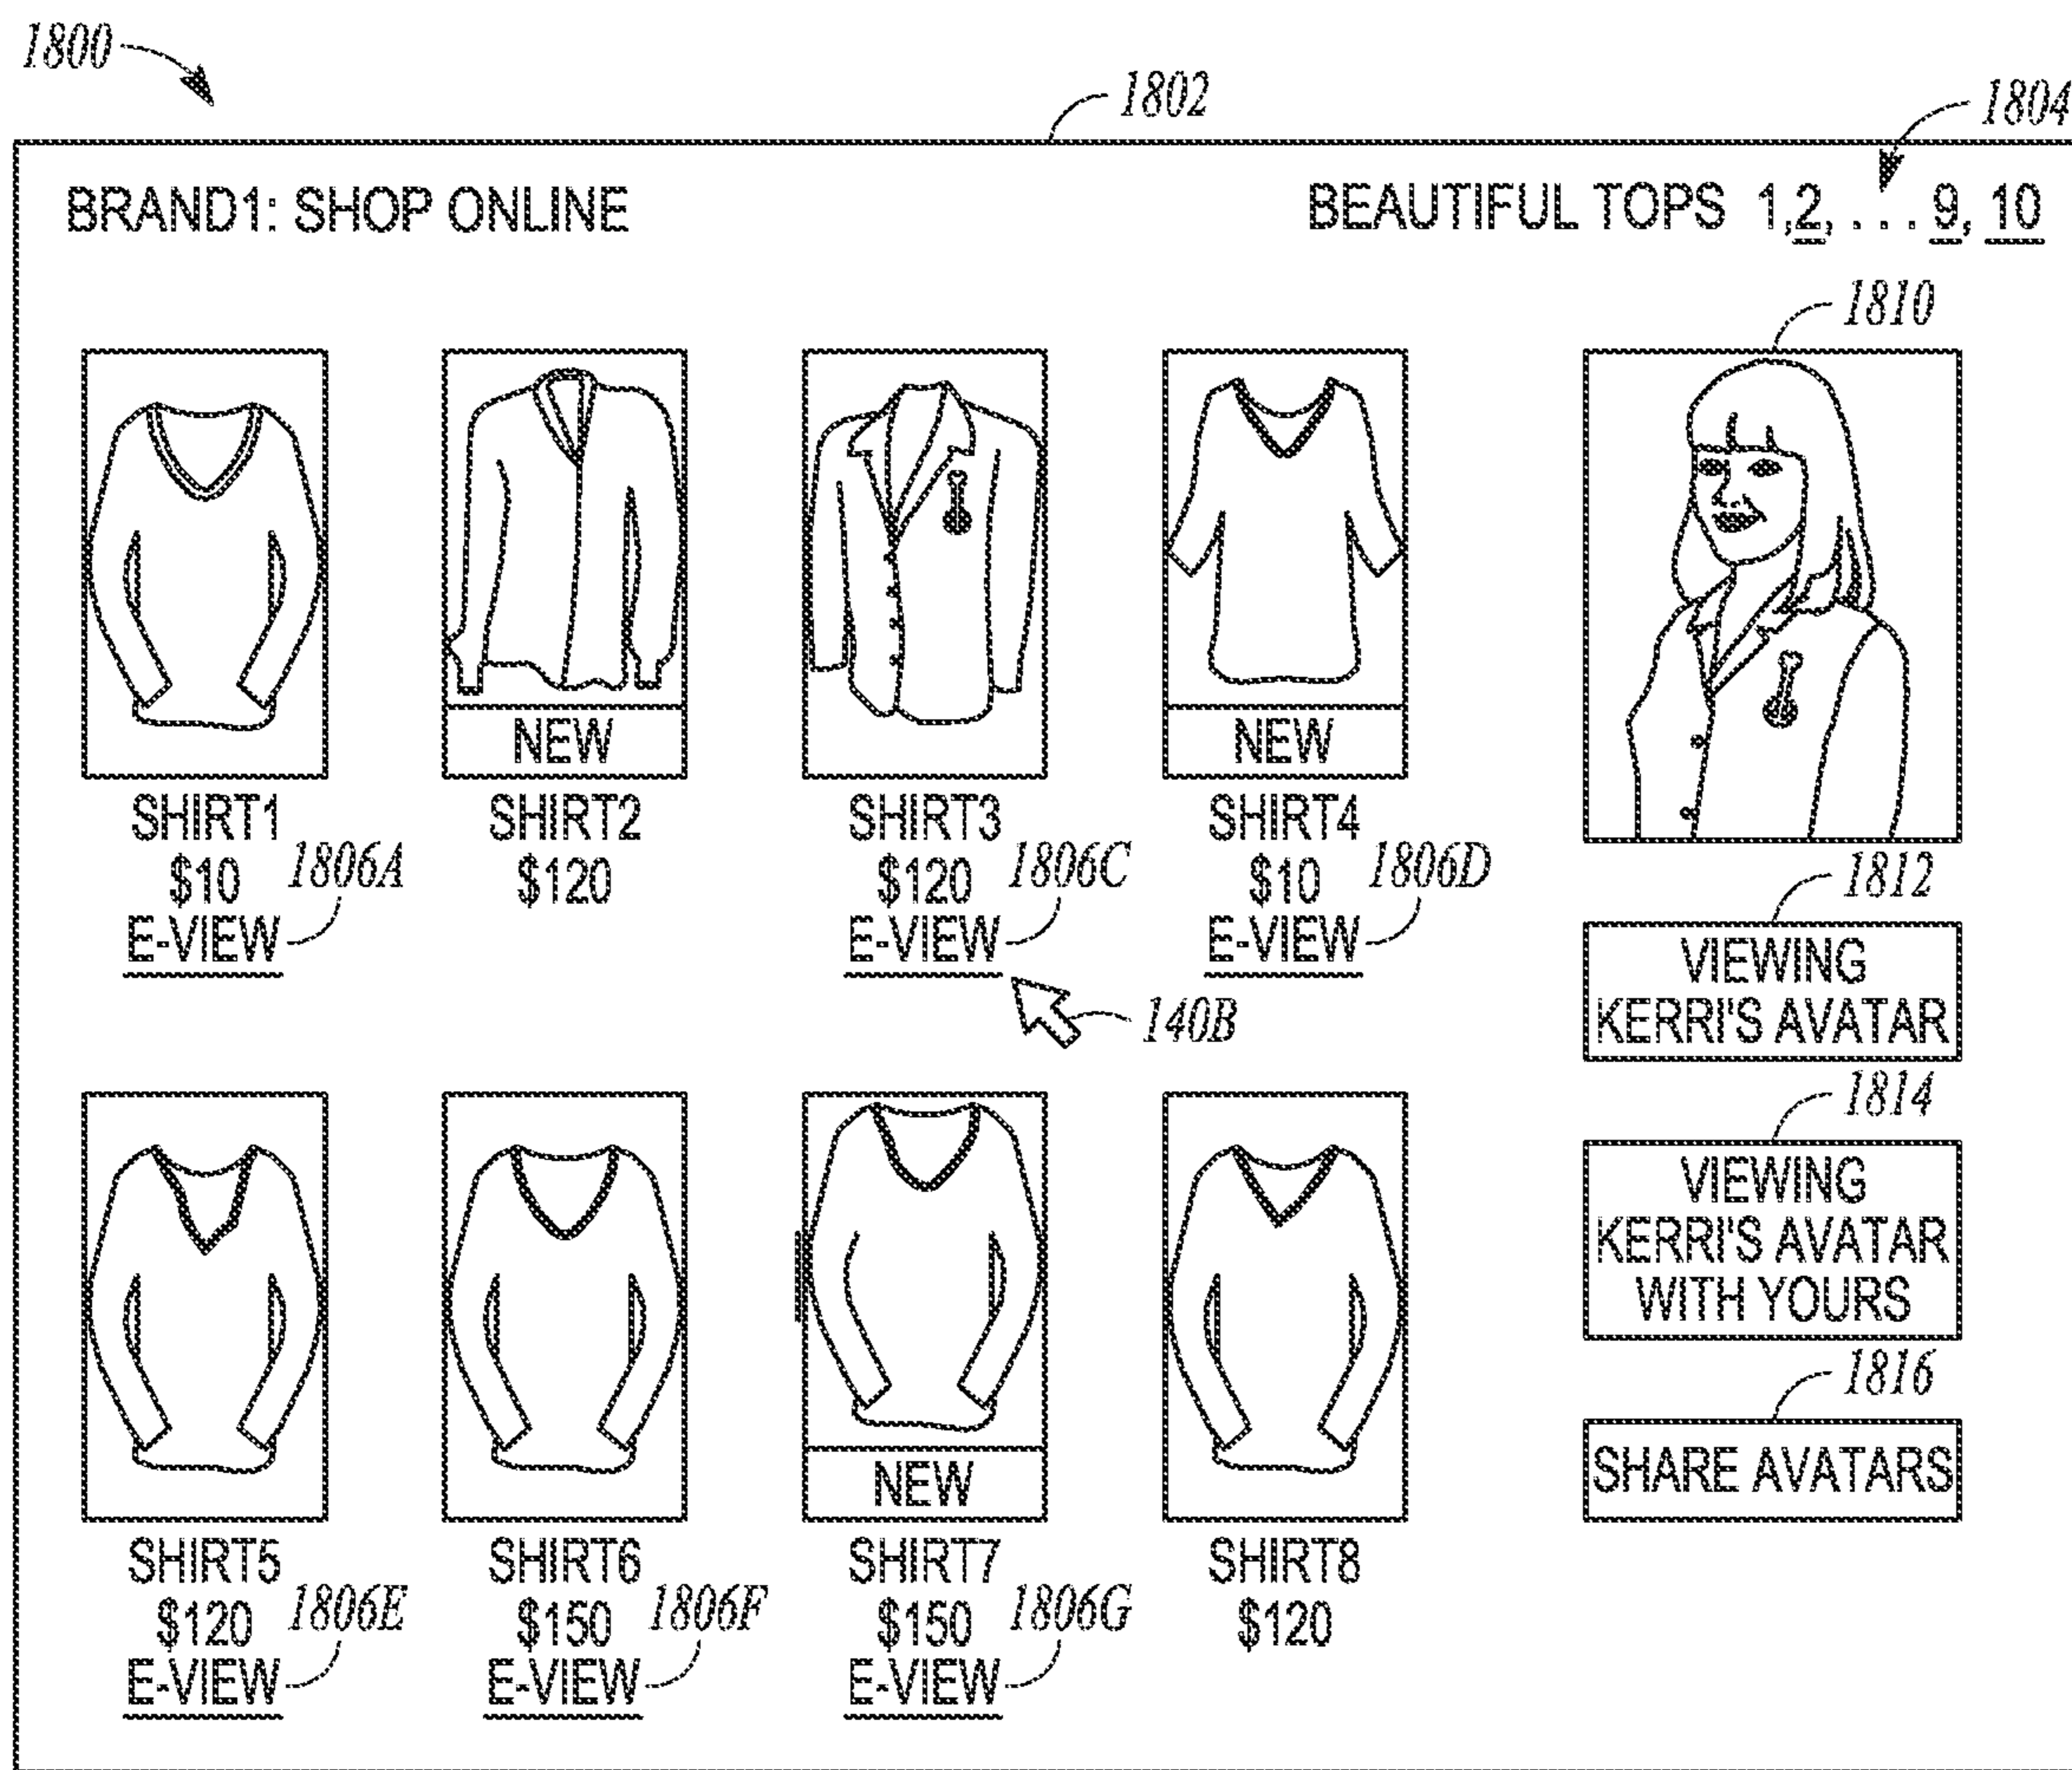 1800
1802
1804
BRAND1: SHOP ONLINE
BEAUTIFUL TOPS 1,2, . . . 9, 10
1810
NEW
NEW
SHIRT1
$10
E-VIEW
1806A
SHIRT2
$120
SHIRT3
$120
E-VIEW
1806C
SHIRT4
$10
E-VIEW
1806D
140B
1812
VIEWING
KERRI'S AVATAR
1814
VIEWING
KERRI'S AVATAR
WITH YOURS
1816
SHARE AVATARS
NEW
SHIRT5
$120
E-VIEW
1806E
SHIRT6
$150
E-VIEW
1806F
SHIRT7
$150
E-VIEW
1806G
SHIRT8
$120